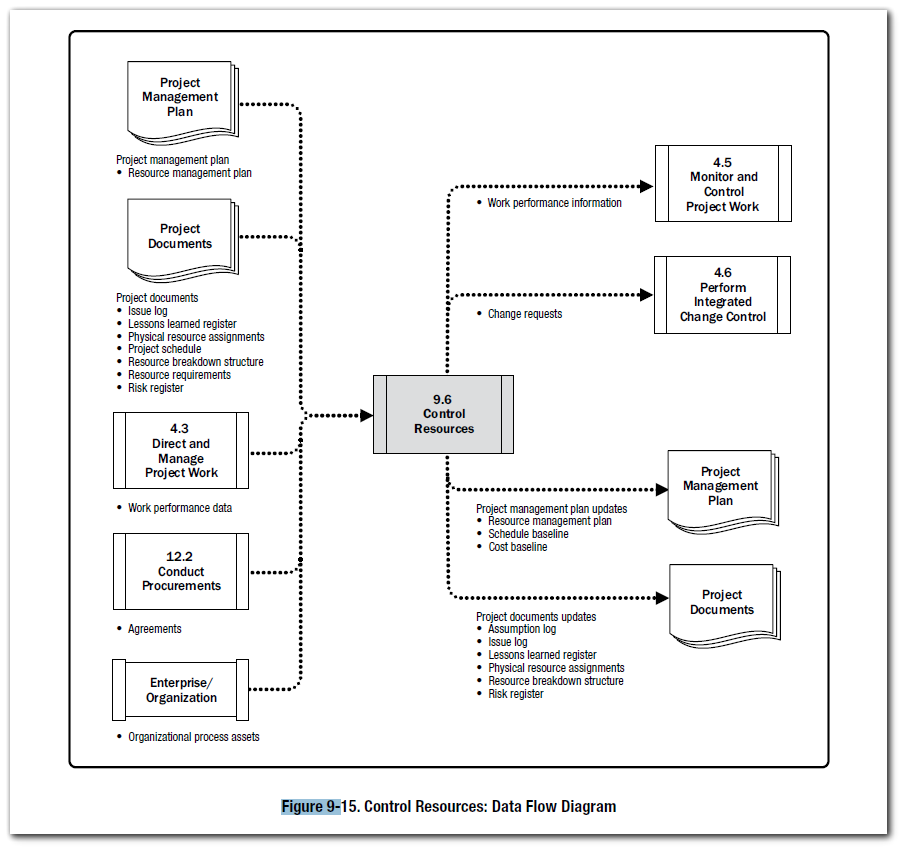 Project
Management
Plan
Project management plan
• Resource management plan
Project
Documents
Project documents
• Issue log
• Lessons learned register
• Physical resource assignments
• Project schedule
• Resource breakdown structure
• Resource requirements
• Risk register
4.3
Direct and
Manage
Project Work
• Work performance data
12.2
Conduct
Procurements
• Agreements
Enterprise/
Organization
• Organizational process assets
9.6
Control
Resources
4.5
Monitor and
Control
Project Work
• Work performance information
4.6
Perform
Integrated
Change Control
• Change requests
Project
Management
Plan
Project management plan updates
• Resource management plan
• Schedule baseline
• Cost baseline
Project
Documents
Project documents updates
• Assumption log
• Issue log
• Lessons learned register
• Physical resource assignments
• Resource breakdown structure
• Risk register
Figure 9-15. Control Resources: Data Flow Diagram